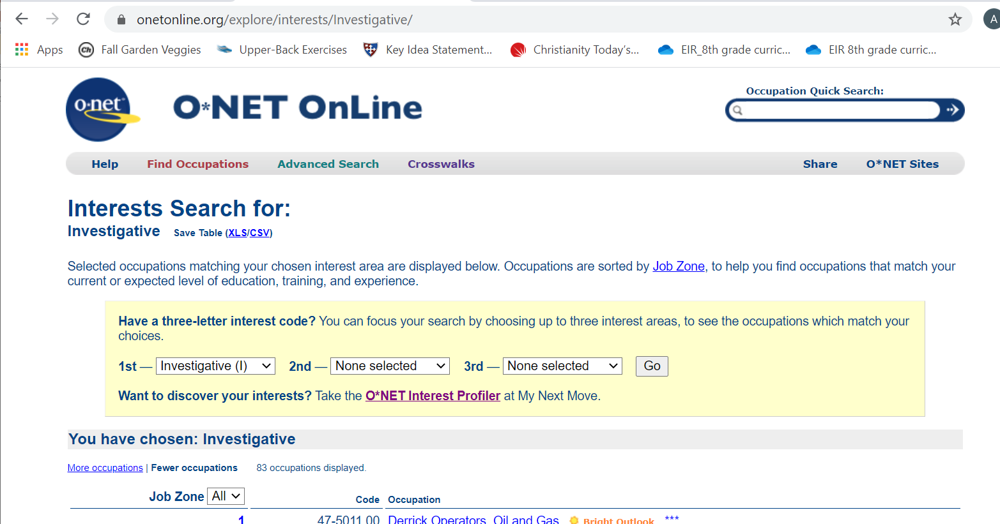 onetonline.org/explore/interests/Investigative/
A
Apps Ch Fall Garden Veggies Upper-Back Exercises Key Idea Statement... Christianity Today's... EIR_8th grade curric... EIR 8th grade curric...
o·net O*NET OnLine
Occupation Quick Search:
Help Find Occupations Advanced Search Crosswalks Share O*NET Sites
Interests Search for:
Investigative Save Table (XLS/CSV)
Selected occupations matching your chosen interest area are displayed below. Occupations are sorted by Job Zone, to help you find occupations that match your
current or expected level of education, training, and experience.
Have a three-letter interest code? You can focus your search by choosing up to three interest areas, to see the occupations which match your
choices.
1st — Investigative (I) 2nd — None selected 3rd — None selected Go
Want to discover your interests? Take the O*NET Interest Profiler at My Next Move.
You have chosen: Investigative
More occupations | Fewer occupations 83 occupations displayed.
Job Zone All Code Occupation
1 47-5011.00 Derrick Operators, Oil and Gas Bright Outlook ***